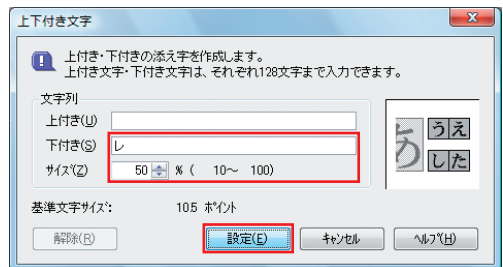 上下付き文字
上付き・下付きの添え字を作成します。
上付き文字・下付き文字は、それぞれ128文字まで入力できます。
文字列
上付き(U)
下付き(S) レ
サイズ(Z) 50 % ( 10～ 100)
あ うえ
した
基準文字サイズ: 10.5 ポイント
解除(R) 設定(E) キャンセル ヘルプ(H)